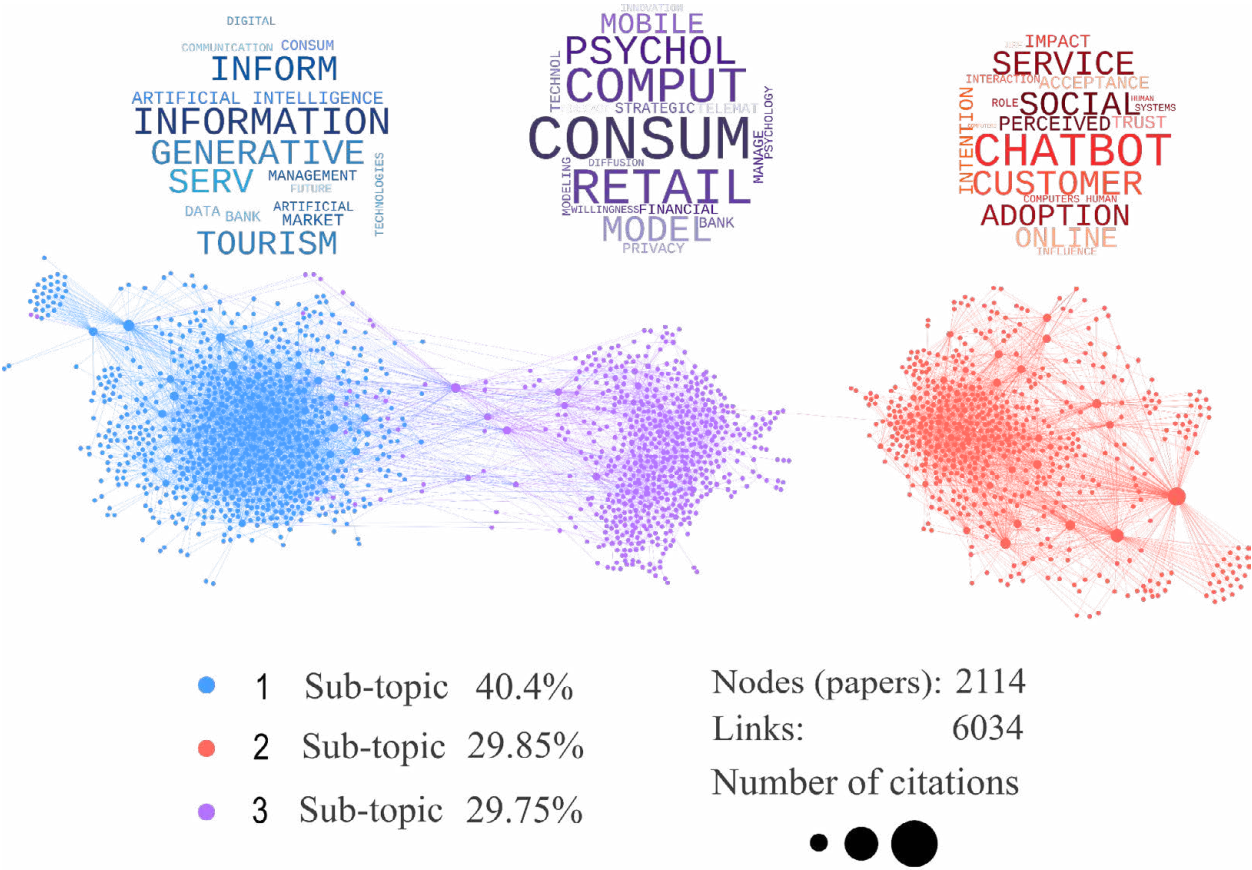 DIGITAL
COMMUNICATION CONSUM
INFORM
ARTIFICIAL INTELLIGENCE
INFORMATION
GENERATIVE
SERV MANAGEMENT
FUTURE
TECHNOLOGIES
DATA BANK ARTIFICIAL
MARKET
TOURISM
INNOVATION
MOBILE
PSYCHOL
TECHNOL
COMPUT
STRATEGIC TELEMAT
PSYCHOLOGY
CONSUM
MANAGE
DIFFUSION
MODELING
RETAIL
WILLINGNESS FINANCIAL
MODEL BANK
PRIVACY
IMPACT
SERVICE
INTERACTION ACCEPTANCE
INTENTION
ROLE SOCIAL HUMAN
SYSTEMS
PERCEIVED TRUST
CHATBOT
CUSTOMER
COMPUTERS HUMAN
ADOPTION
ONLINE
INFLUENCE
1 Sub-topic 40.4%
2 Sub-topic 29.85%
3 Sub-topic 29.75%
Nodes (papers): 2114
Links: 6034
Number of citations